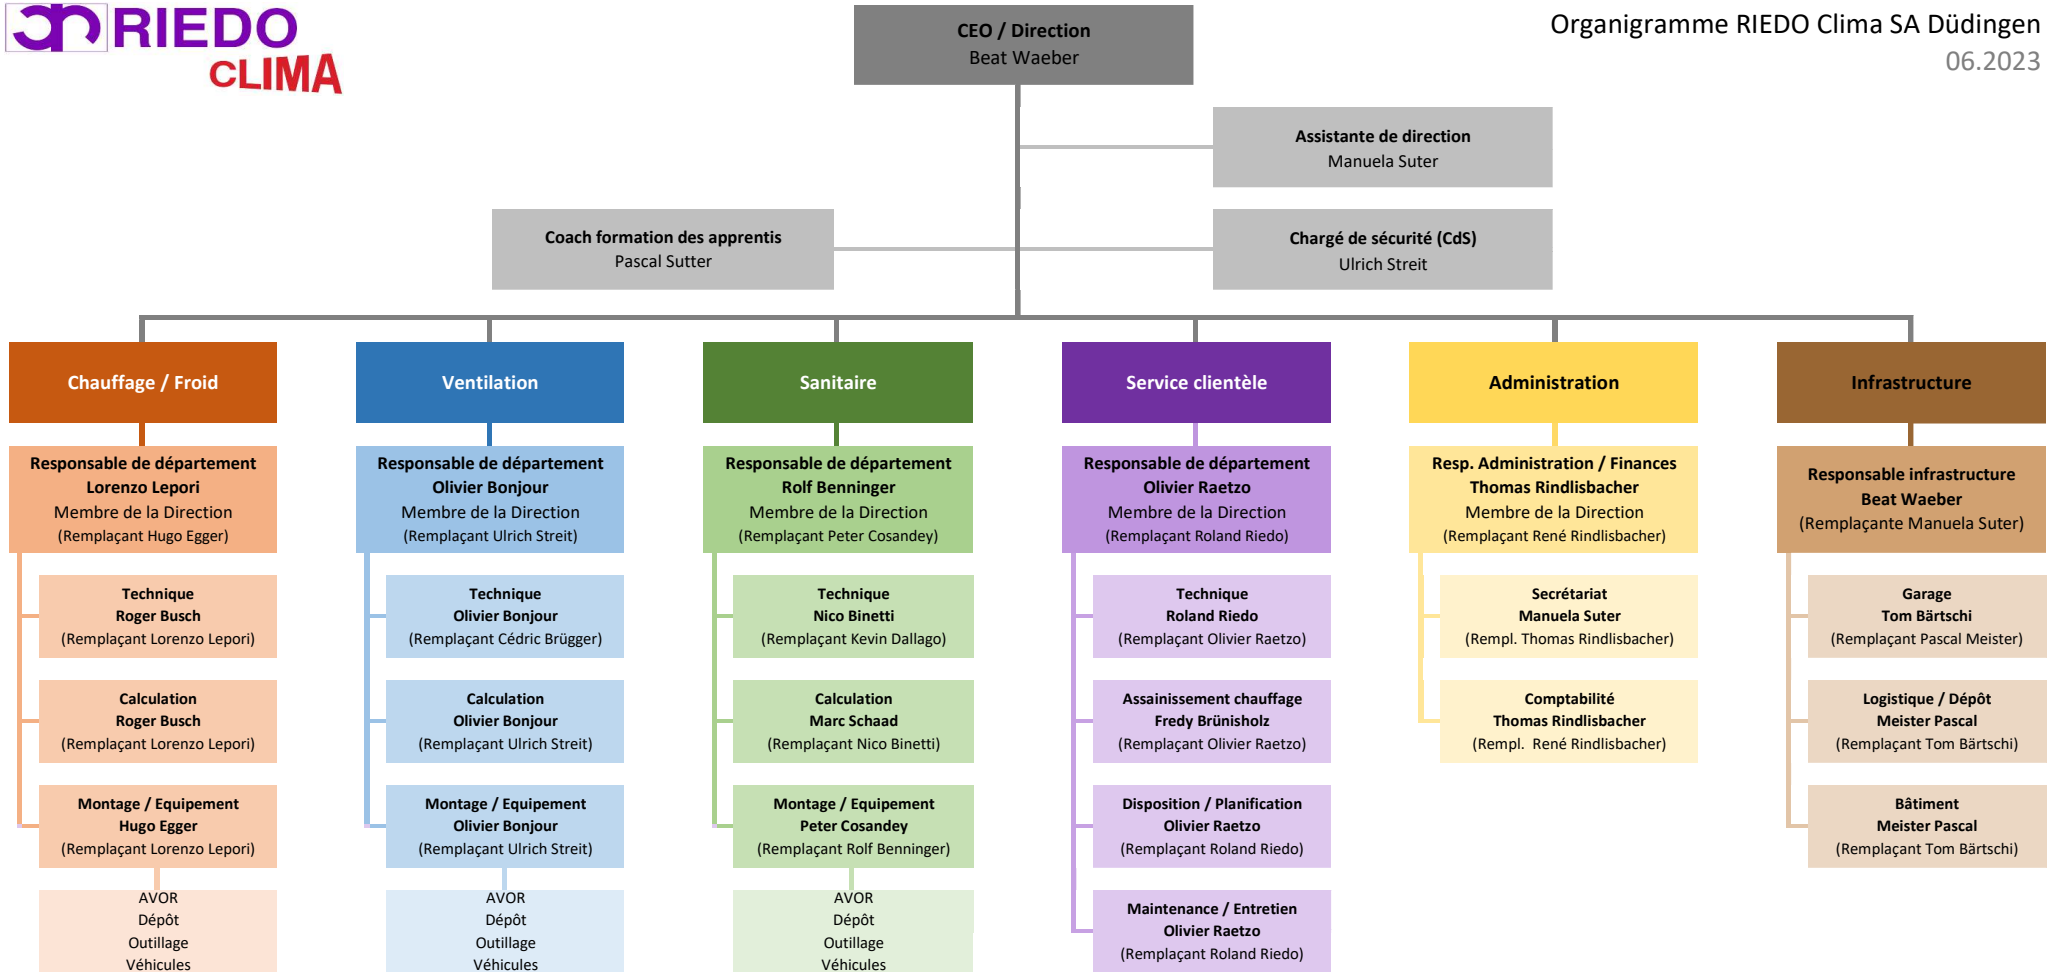 RIEDO
CLIMA
CEO / Direction
Beat Waeber
Organigramme RIEDO Clima SA Düdingen
06.2023
Assistante de direction
Manuela Suter
Coach formation des apprentis
Pascal Sutter
Chargé de sécurité (CdS)
Ulrich Streit
Chauffage / Froid
Responsable de département
Lorenzo Lepori
Membre de la Direction
(Remplaçant Hugo Egger)
Technique
Roger Busch
(Remplaçant Lorenzo Lepori)
Calculation
Roger Busch
(Remplaçant Lorenzo Lepori)
Montage / Equipement
Hugo Egger
(Remplaçant Lorenzo Lepori)
AVOR
Dépôt
Outillage
Véhicules
Ventilation
Responsable de département
Olivier Bonjour
Membre de la Direction
(Remplaçant Ulrich Streit)
Technique
Olivier Bonjour
(Remplaçant Cédric Brügger)
Calculation
Olivier Bonjour
(Remplaçant Ulrich Streit)
Montage / Equipement
Olivier Bonjour
(Remplaçant Ulrich Streit)
AVOR
Dépôt
Outillage
Véhicules
Sanitaire
Responsable de département
Rolf Benninger
Membre de la Direction
(Remplaçant Peter Cosandey)
Technique
Nico Binetti
(Remplaçant Kevin Dallago)
Calculation
Marc Schaad
(Remplaçant Nico Binetti)
Montage / Equipement
Peter Cosandey
(Remplaçant Rolf Benninger)
AVOR
Dépôt
Outillage
Véhicules
Service clientèle
Responsable de département
Olivier Raetzo
Membre de la Direction
(Remplaçant Roland Riedo)
Technique
Roland Riedo
(Remplaçant Olivier Raetzo)
Assainissement chauffage
Fredy Brünisholz
(Remplaçant Olivier Raetzo)
Disposition / Planification
Olivier Raetzo
(Remplaçant Roland Riedo)
Maintenance / Entretien
Olivier Raetzo
(Remplaçant Roland Riedo)
Administration
Resp. Administration / Finances
Thomas Rindlisbacher
Membre de la Direction
(Remplaçant René Rindlisbacher)
Secrétariat
Manuela Suter
(Rempl. Thomas Rindlisbacher)
Comptabilité
Thomas Rindlisbacher
(Rempl. René Rindlisbacher)
Infrastructure
Responsable infrastructure
Beat Waeber
(Remplaçante Manuela Suter)
Garage
Tom Bärtschi
(Remplaçant Pascal Meister)
Logistique / Dépôt
Meister Pascal
(Remplaçant Tom Bärtschi)
Bâtiment
Meister Pascal
(Remplaçant Tom Bärtschi)